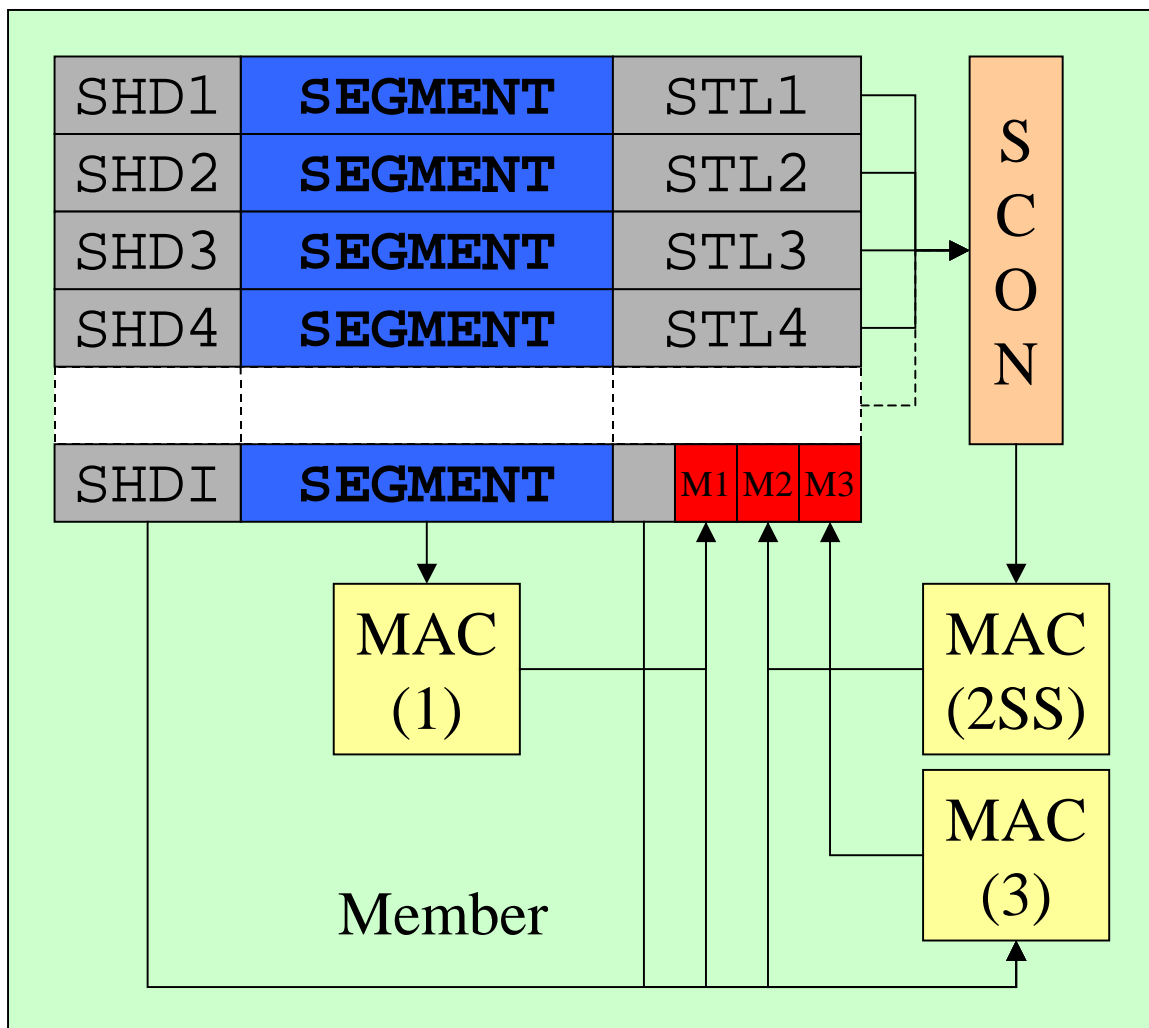 SHD1 SEGMENT STL1
SHD2 SEGMENT STL2
SHD3 SEGMENT STL3
SHD4 SEGMENT STL4
SHDI SEGMENT M1 M2 M3
S
C
O
N
MAC
(1)
MAC
(2SS)
MAC
(3)
Member